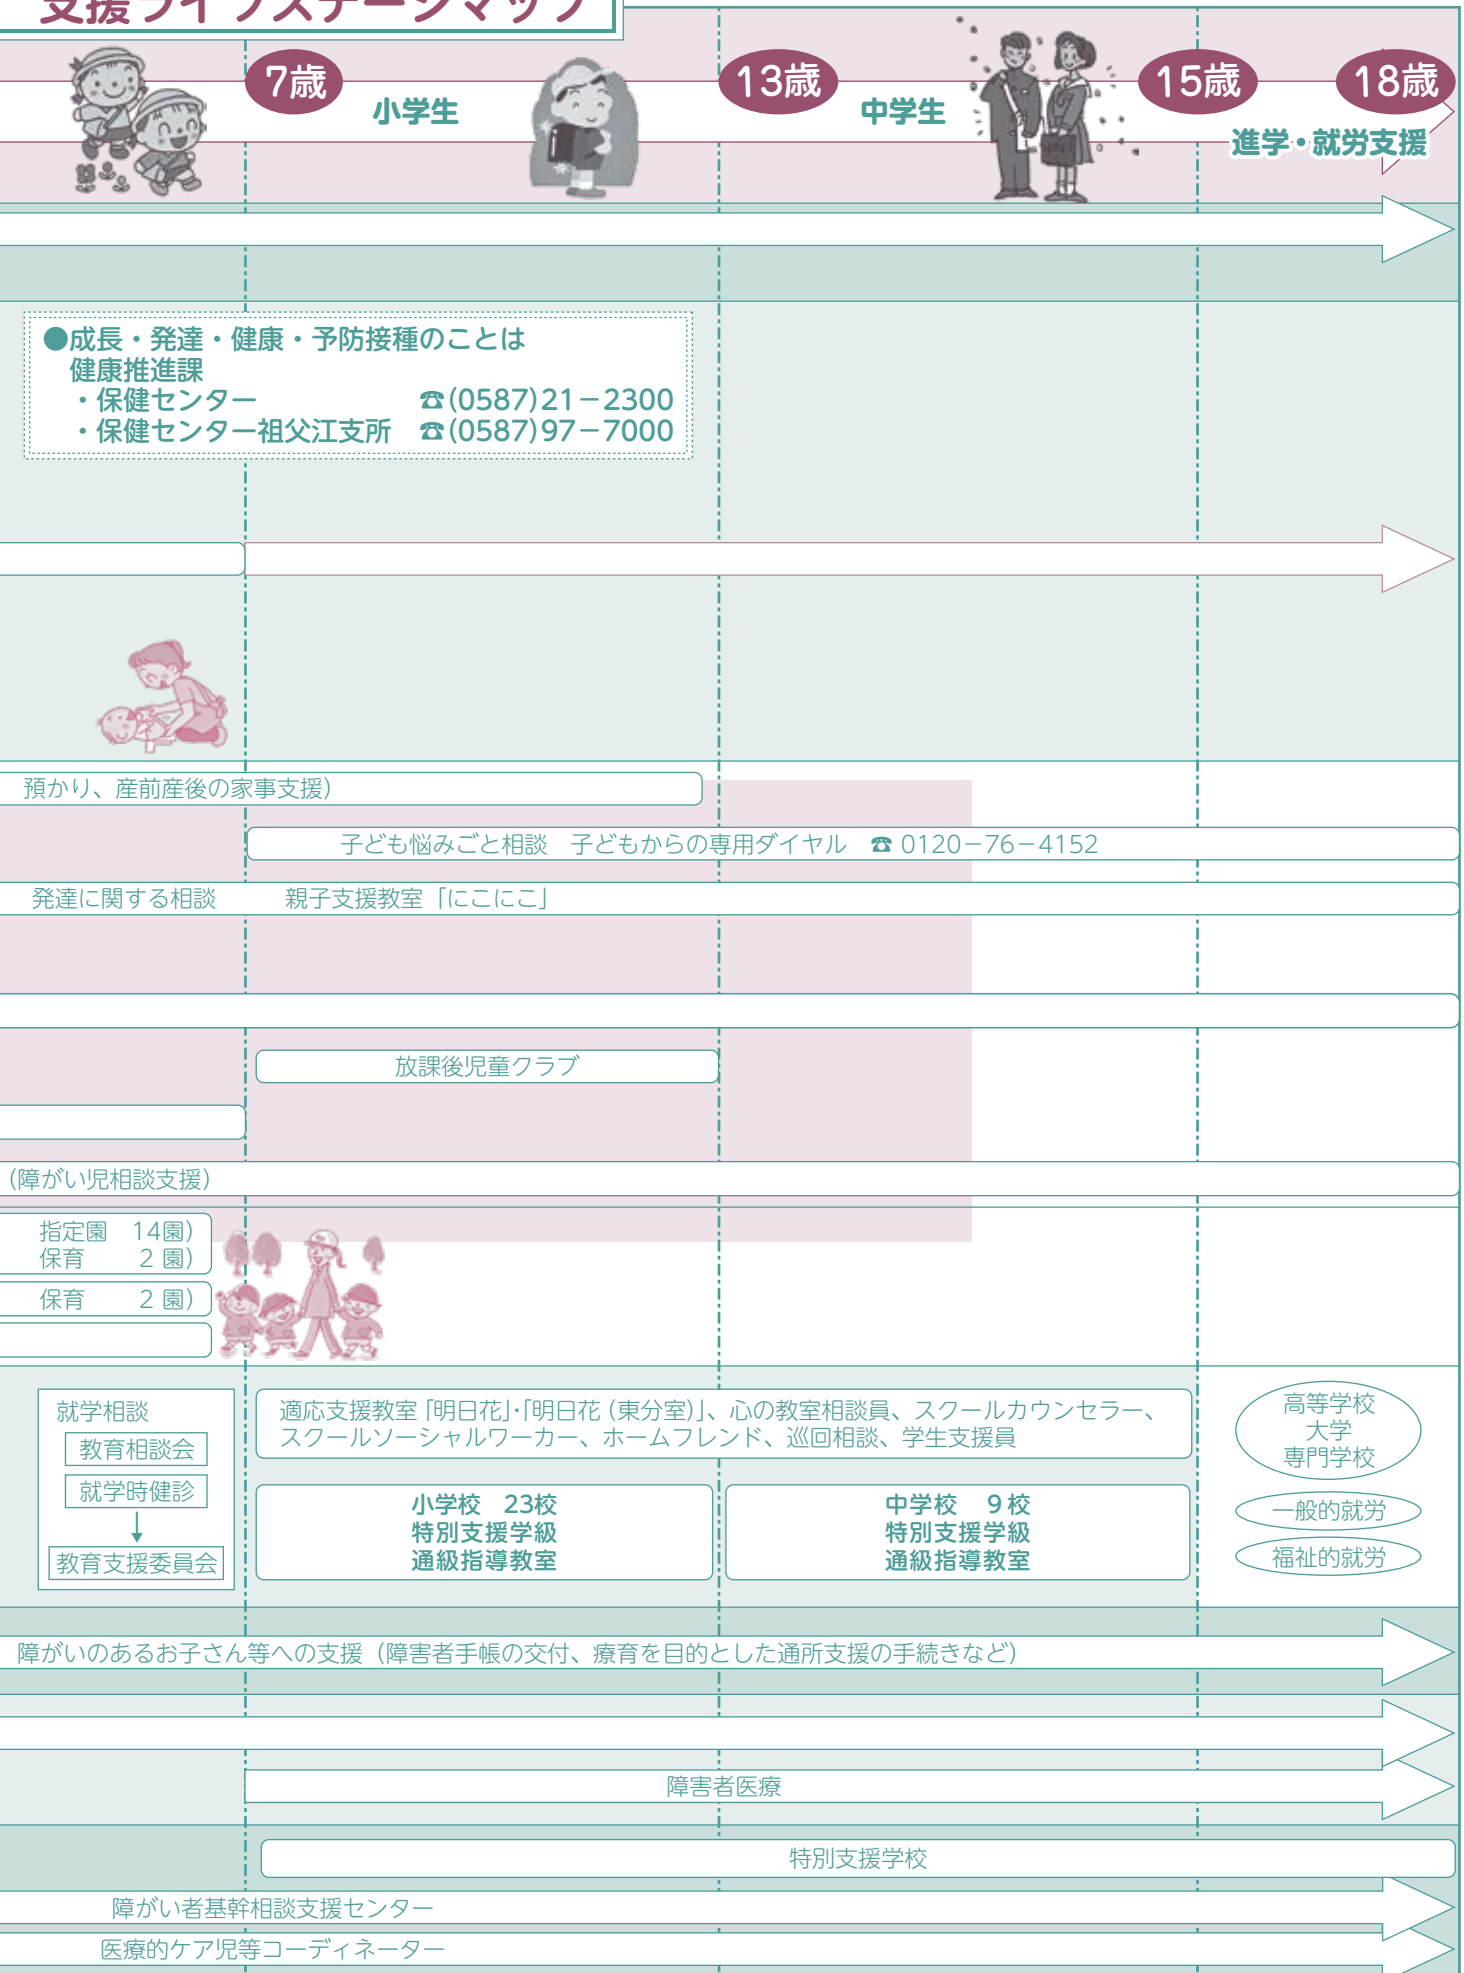 支援ライフステージマップ
7歳
13歳
15歳
18歳
小学生
中学生
進学・就労支援
●成長・発達・健康・予防接種のことは
健康推進課
・保健センター ☎(0587)21−2300
・保健センター祖父江支所 ☎(0587)97−7000
預かり、産前産後の家事支援)
子ども悩みごと相談 子どもからの専用ダイヤル ☎ 0120−76−4152
発達に関する相談 親子支援教室「にこにこ」
放課後児童クラブ
(障がい児相談支援)
指定園 14園)
保育 2 園)
保育 2 園)
就学相談
教育相談会
就学時健診
教育支援委員会
適応支援教室「明日花」・「明日花(東分室)」、心の教室相談員、スクールカウンセラー、
スクールソーシャルワーカー、ホームフレンド、巡回相談、学生支援員
小学校 23校
特別支援学級
通級指導教室
中学校 9校
特別支援学級
通級指導教室
高等学校
大学
専門学校
一般的就労
福祉的就労
障がいのあるお子さん等への支援(障害者手帳の交付、療育を目的とした通所支援の手続きなど)
障害者医療
特別支援学校
障がい者基幹相談支援センター
医療的ケア児等コーディネーター